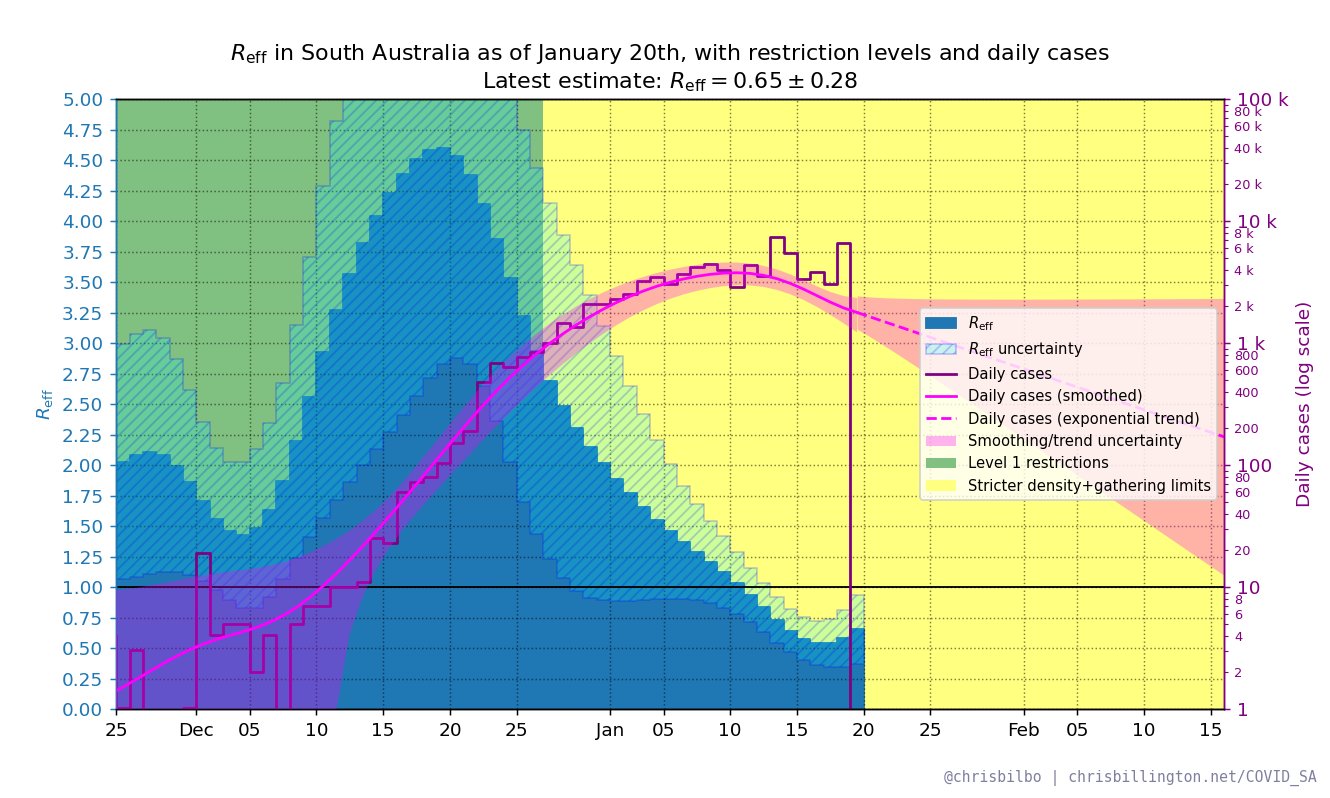 Reff in South Australia as of January 20th, with restriction levels and daily cases
Latest estimate: Reff = 0.65 ± 0.28
5.00
4.75
4.50
4.25
4.00
3.75
3.50
3.25
3.00
2.75
2.50
2.25
2.00
1.75
1.50
1.25
1.00
0.75
0.50
0.25
0.00
Reff
100 k
80 k
60 k
40 k
20 k
10 k
8 k
6 k
4 k
2 k
1 k
800
600
400
200
100
80
60
40
20
10
8
6
4
2
1
Daily cases (log scale)
Reff
Reff uncertainty
Daily cases
Daily cases (smoothed)
Daily cases (exponential trend)
Smoothing/trend uncertainty
Level 1 restrictions
Stricter density+gathering limits
25 Dec 05 10 15 20 25 Jan 05 10 15 20 25 Feb 05 10 15
@chrisbilbo | chrisbillington.net/COVID_SA